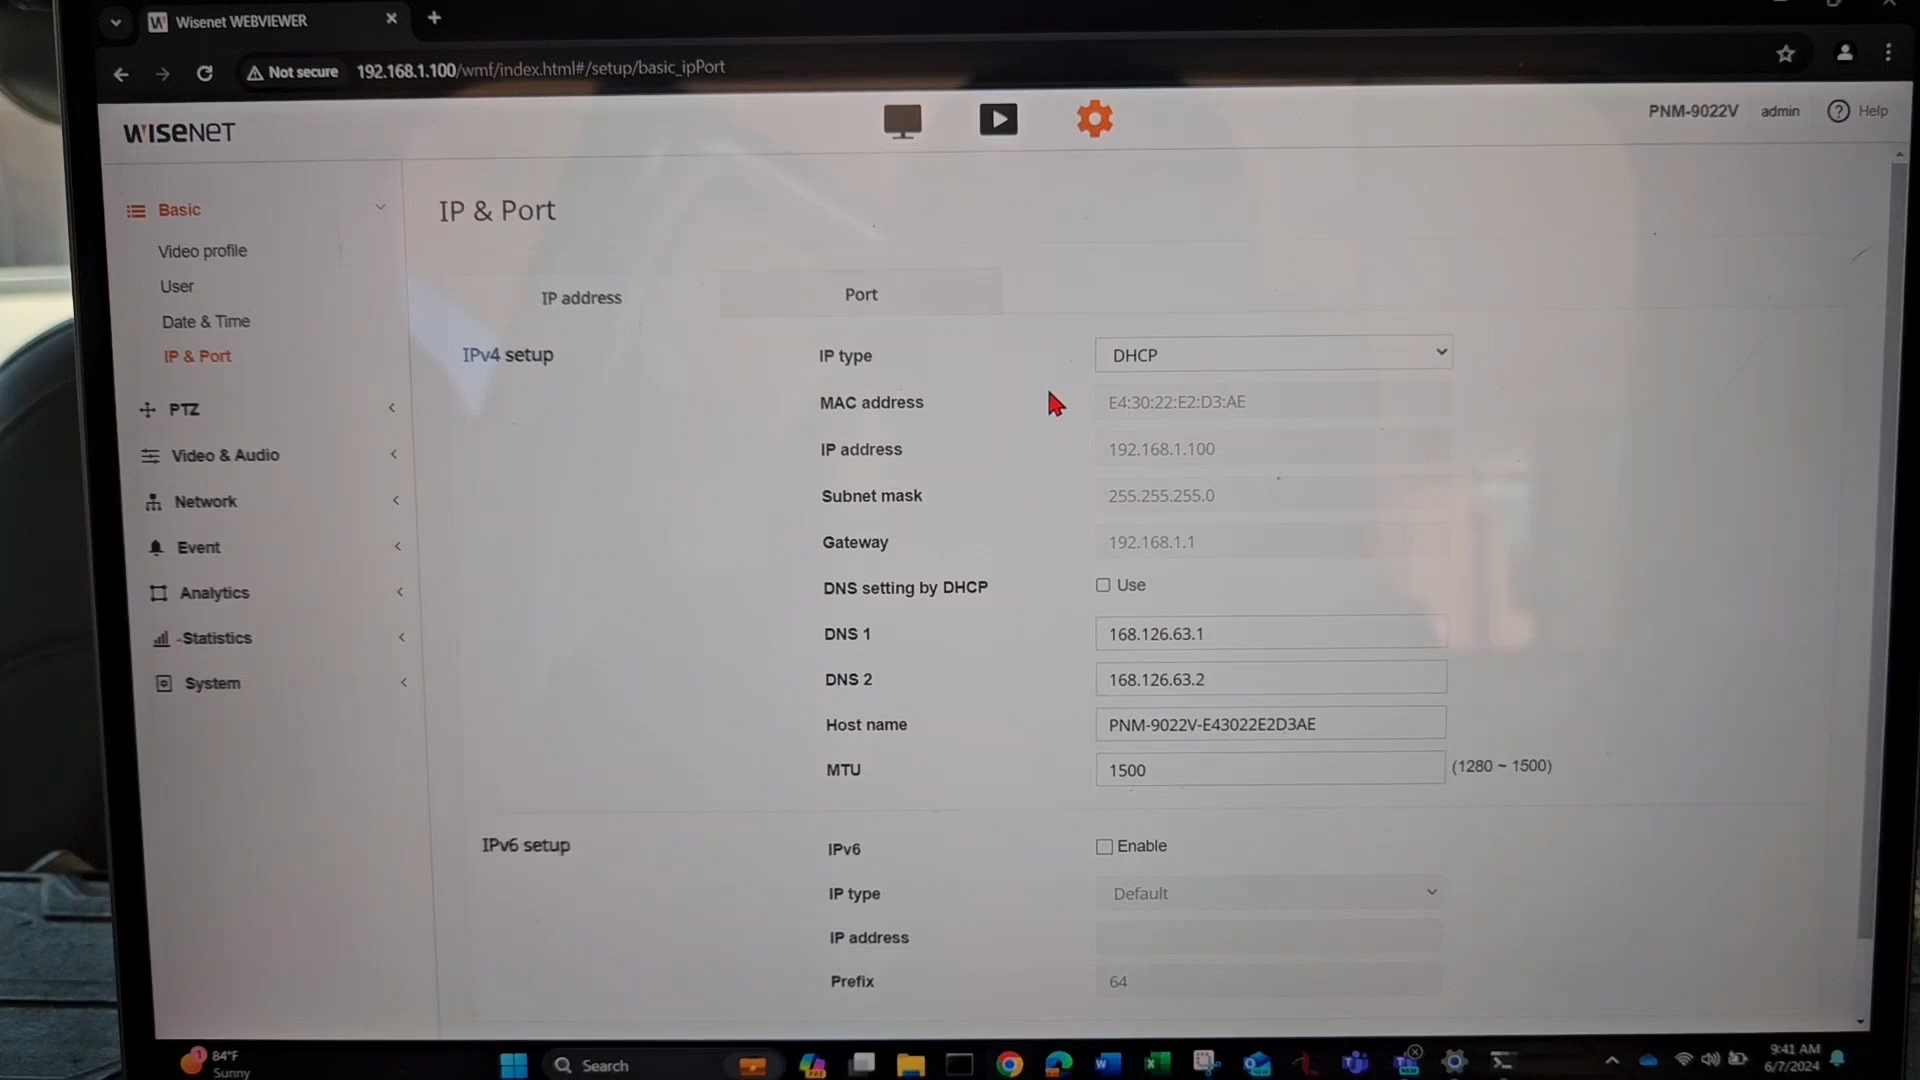 Wisenet WEBVIEWER
Not secure 192.168.1.100/wmf/index.html#/setup/basic_ipPort
WISENET
PNM-9022V admin ? Help
Basic
Video profile
User
Date & Time
IP & Port
PTZ
Video & Audio
Network
Event
Analytics
Statistics
System
IP & Port
IP address Port
IPv4 setup
IP type DHCP
MAC address E4:30:22:E2:D3:AE
IP address 192.168.1.100
Subnet mask 255.255.255.0
Gateway 192.168.1.1
DNS setting by DHCP Use
DNS 1 168.126.63.1
DNS 2 168.126.63.2
Host name PNM-9022V-E43022E2D3AE
MTU 1500 (1280 ~ 1500)
IPv6 setup
IPv6 Enable
IP type Default
IP address
Prefix 64
1 84°F
Sunny
Search
9:41 AM
6/7/2024